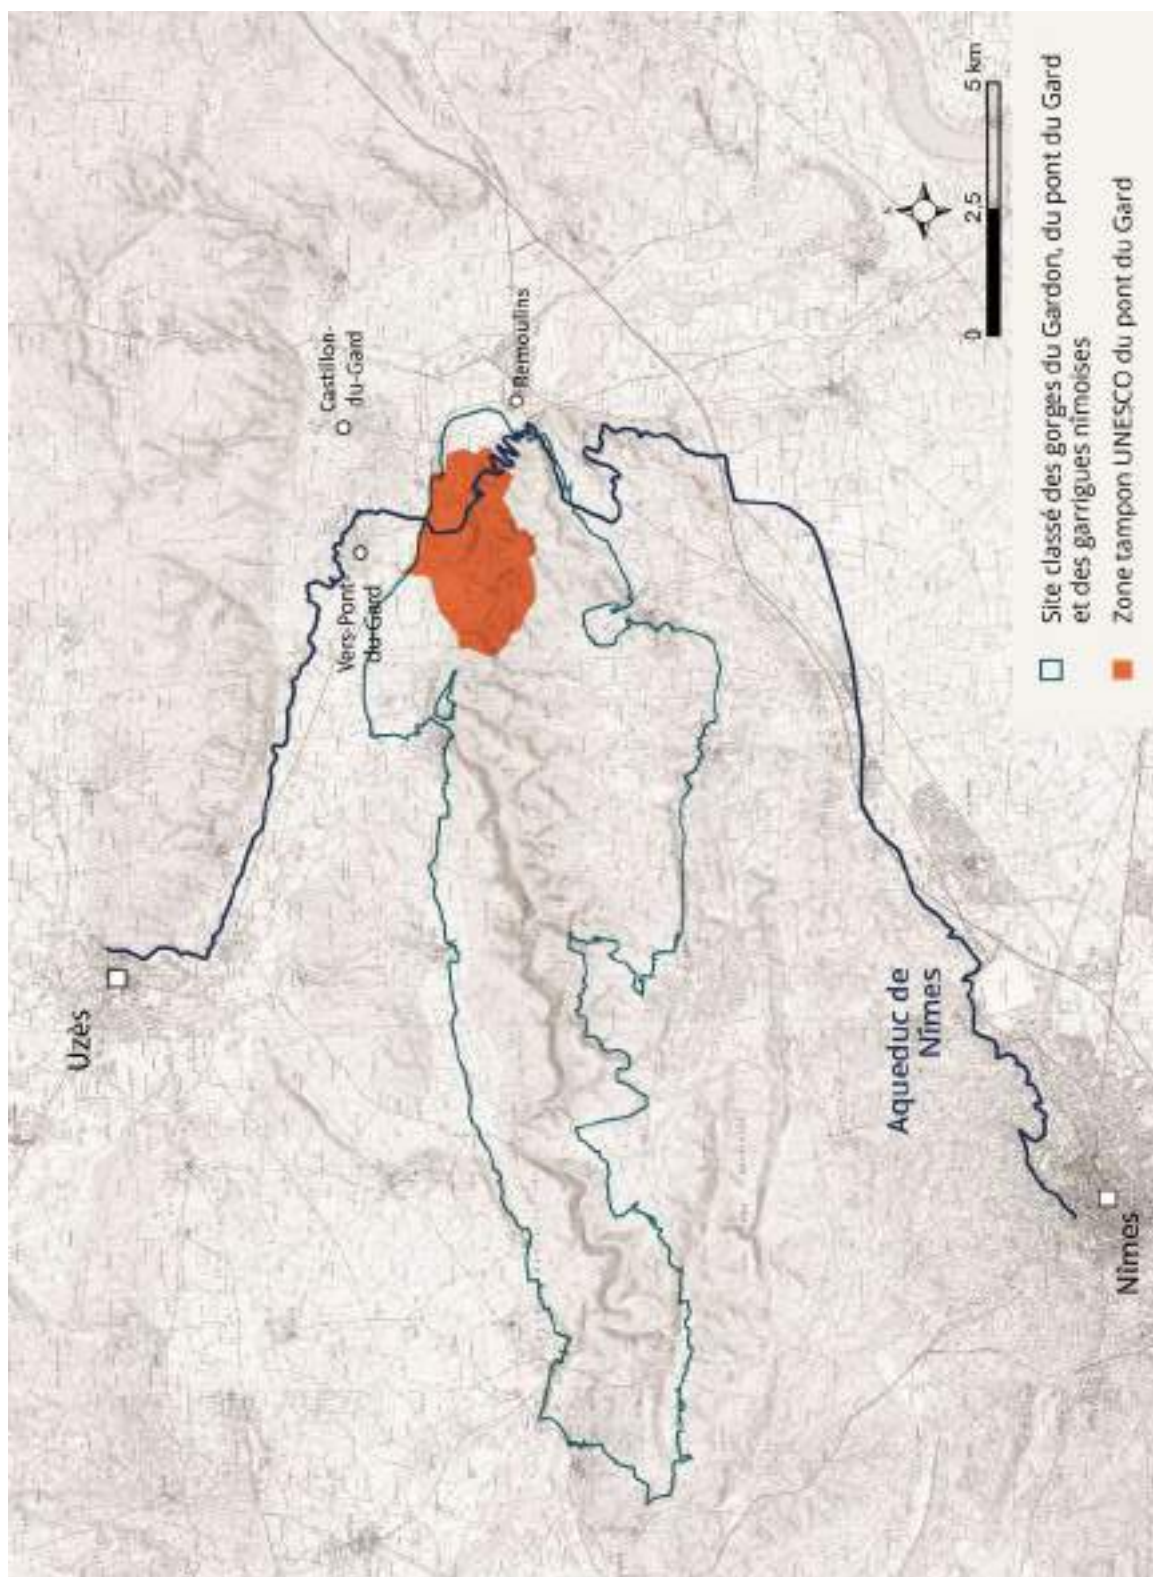 Uzès
Castillon-
du-Gard
Vers-Pont
du-Gard
Remoulins
Aqueduc de
Nîmes
Nîmes
0
2.5
5 km
Site classé des gorges du Gardon, du pont du Gard
et des garrigues nîmoises
Zone tampon UNESCO du pont du Gard